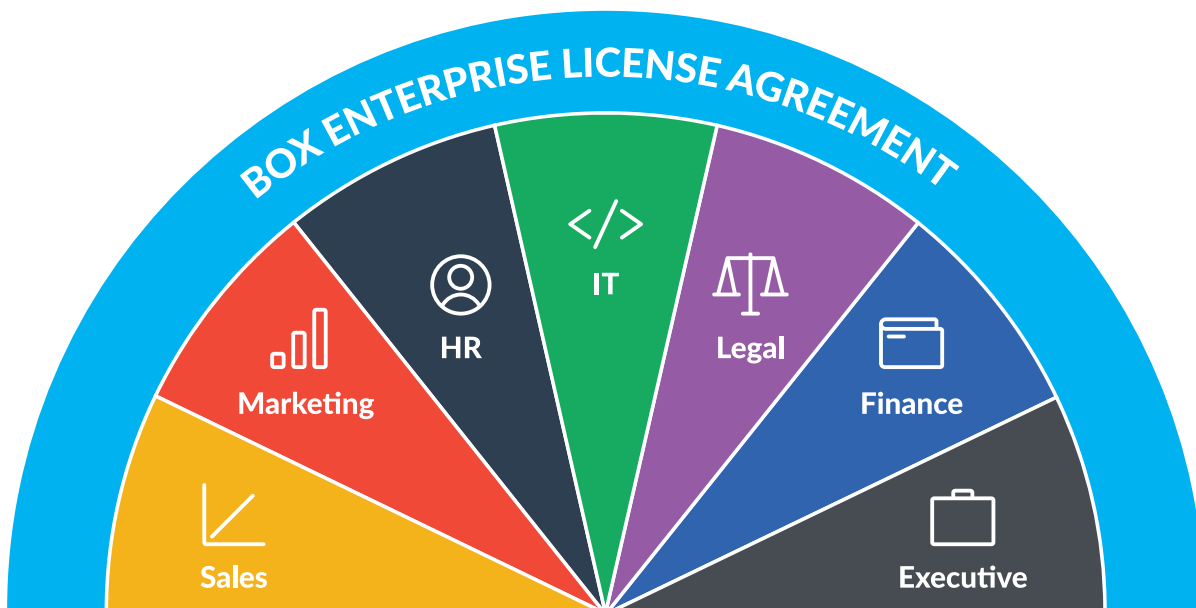 BOX ENTERPRISE LICENSE AGREEMENT
Sales
Marketing
HR
IT
Legal
Finance
Executive